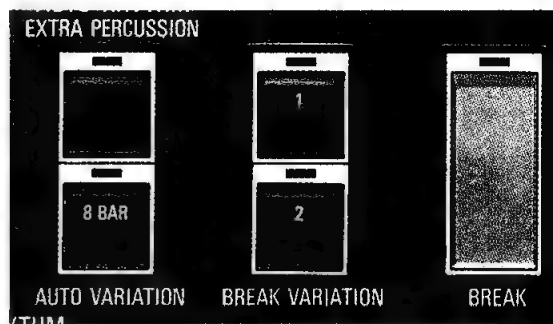 EXTRA PERCUSSION
1
8 BAR
2
AUTO VARIATION
BREAK VARIATION
BREAK